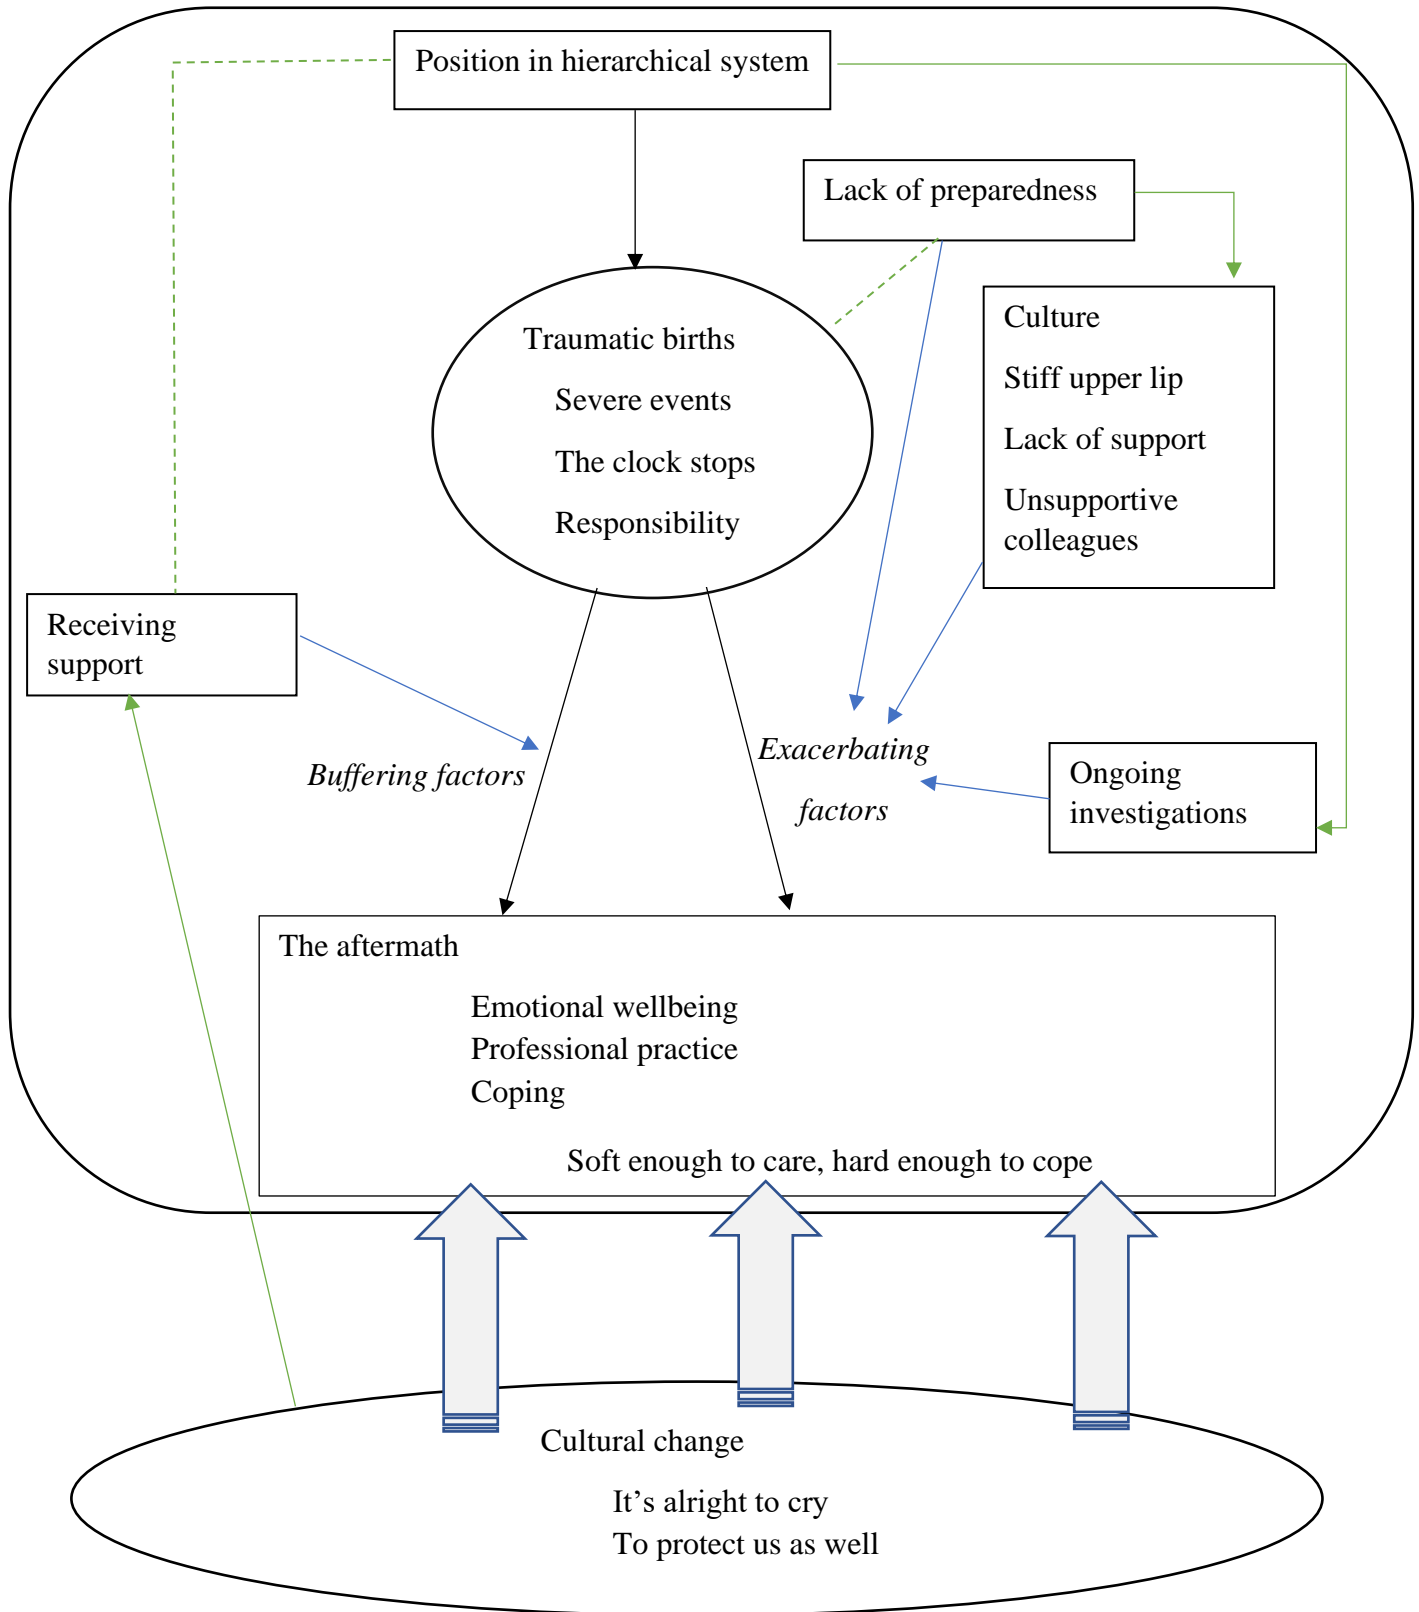 Position in hierarchical system
Lack of preparedness
Culture
Stiff upper lip
Lack of support
Unsupportive
colleagues
Traumatic births
Severe events
The clock stops
Responsibility
Receiving
support
Buffering factors
Exacerbating
factors
Ongoing
investigations
The aftermath
Emotional wellbeing
Professional practice
Coping
Soft enough to care, hard enough to cope
Cultural change
It’s alright to cry
To protect us as well